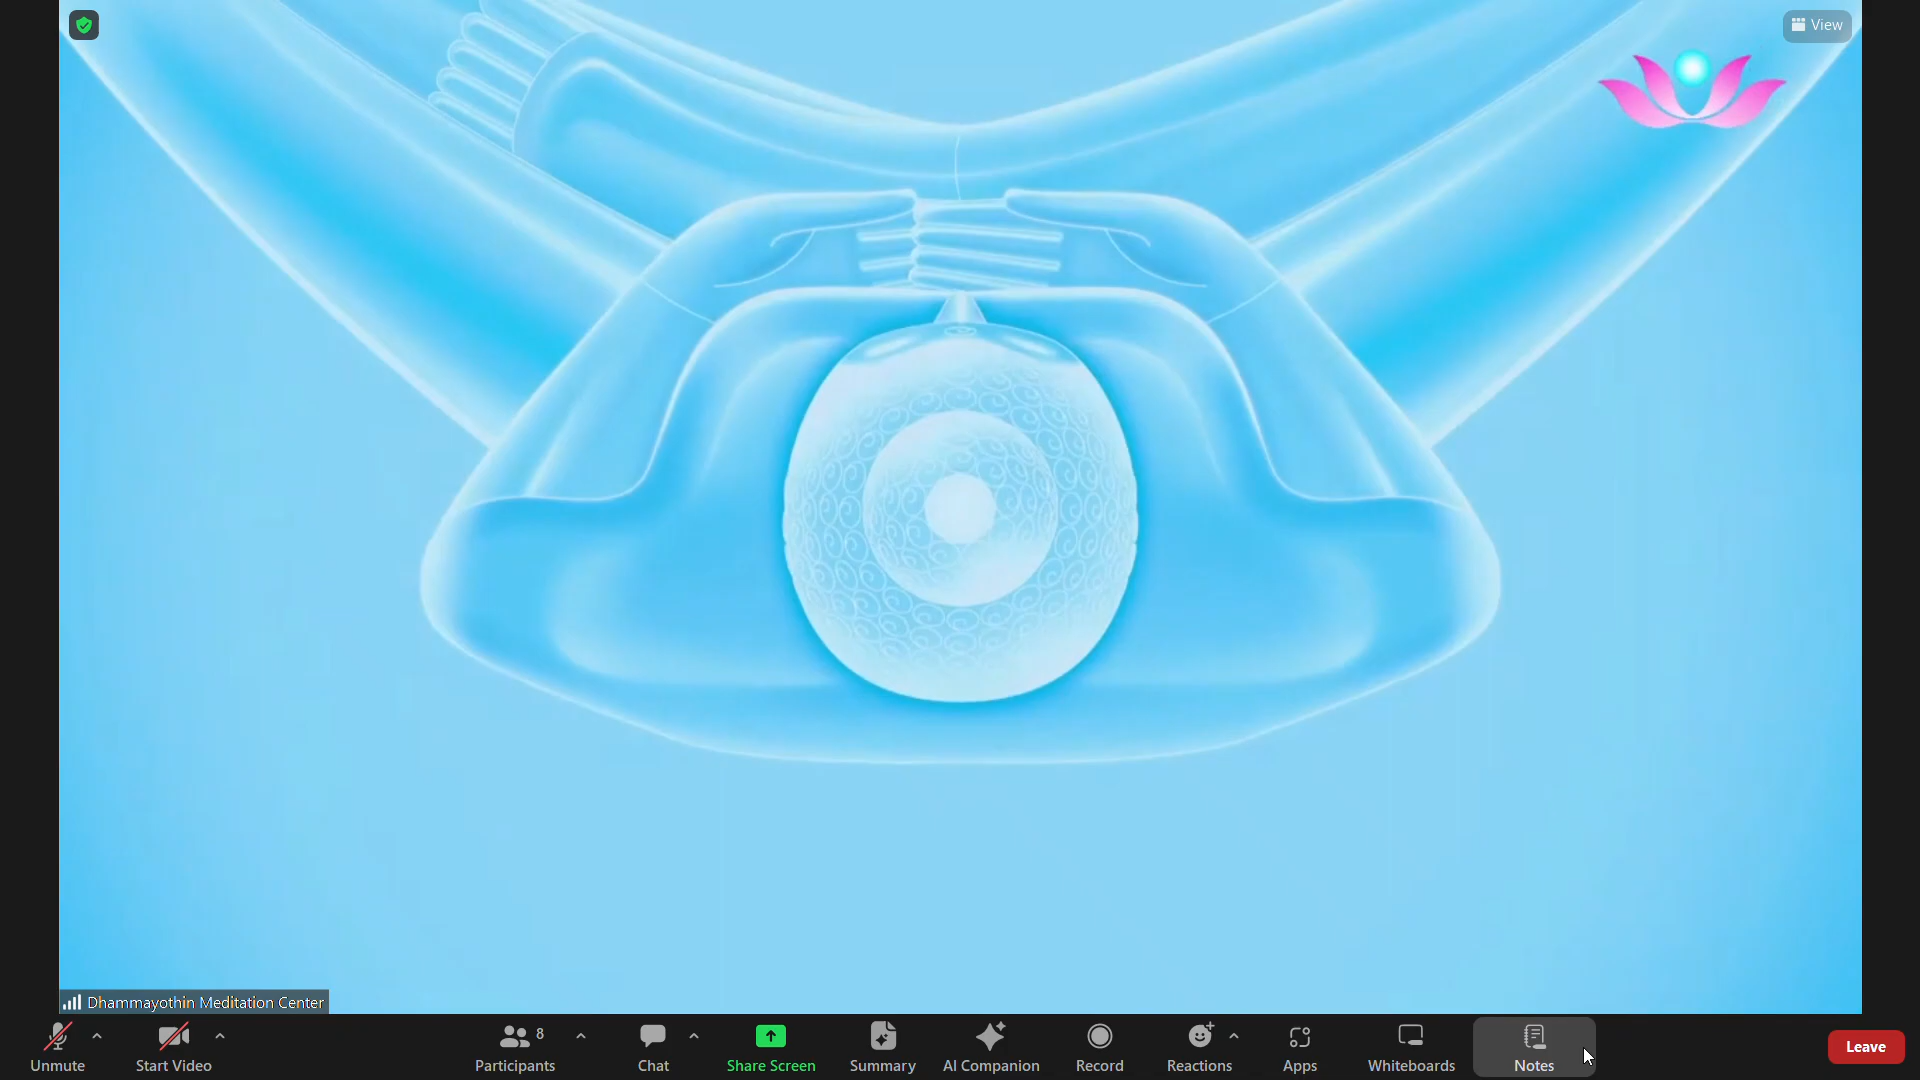 View
Dhammayothin Meditation Center
Unmute
Start Video
8
Participants
Chat
Share Screen
Summary
AI Companion
Record
Reactions
Apps
Whiteboards
Notes
Leave